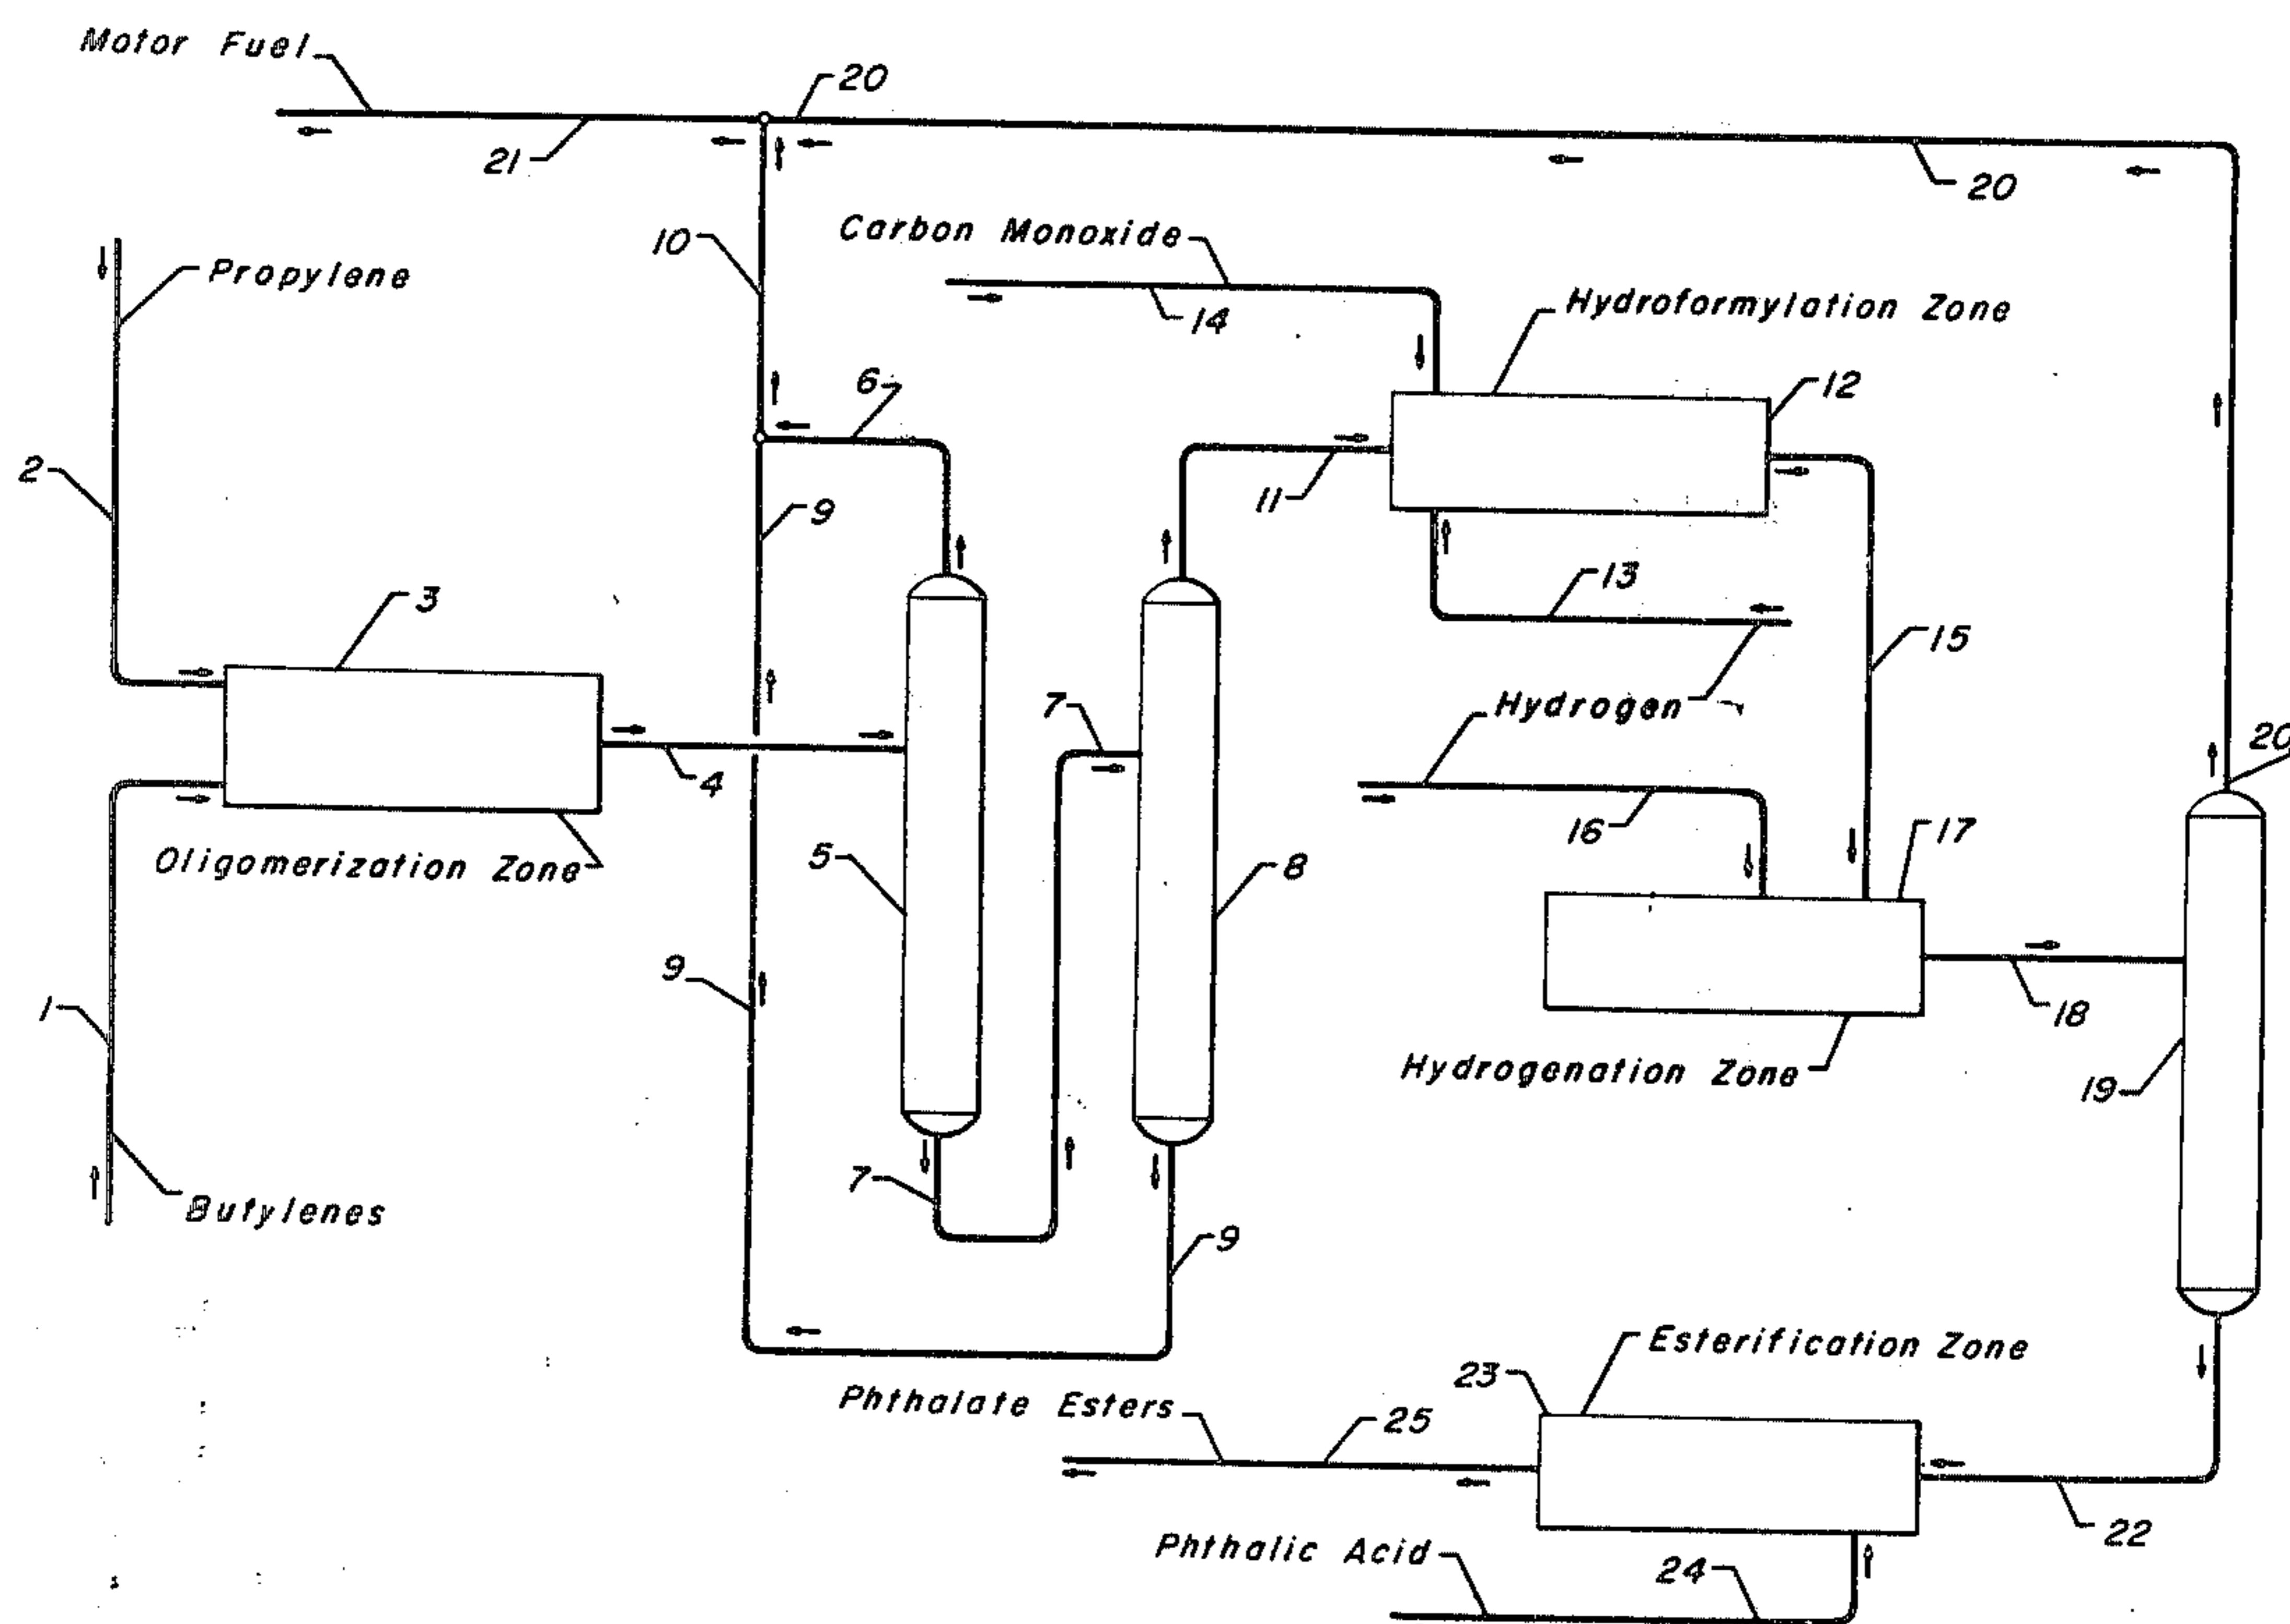 Motor Fuel
20
21
20
10
Carbon Monoxide
Propylene
14
Hydroformylation Zone
6
12
2
11
9
13
3
15
7
Hydrogen
20
4
16
17
5
8
Oligomerization Zone
9
1
18
Hydrogenation Zone
19
7
Butylenes
9
Esterification Zone
23
Phthalate Esters
25
22
Phthalic Acid
24